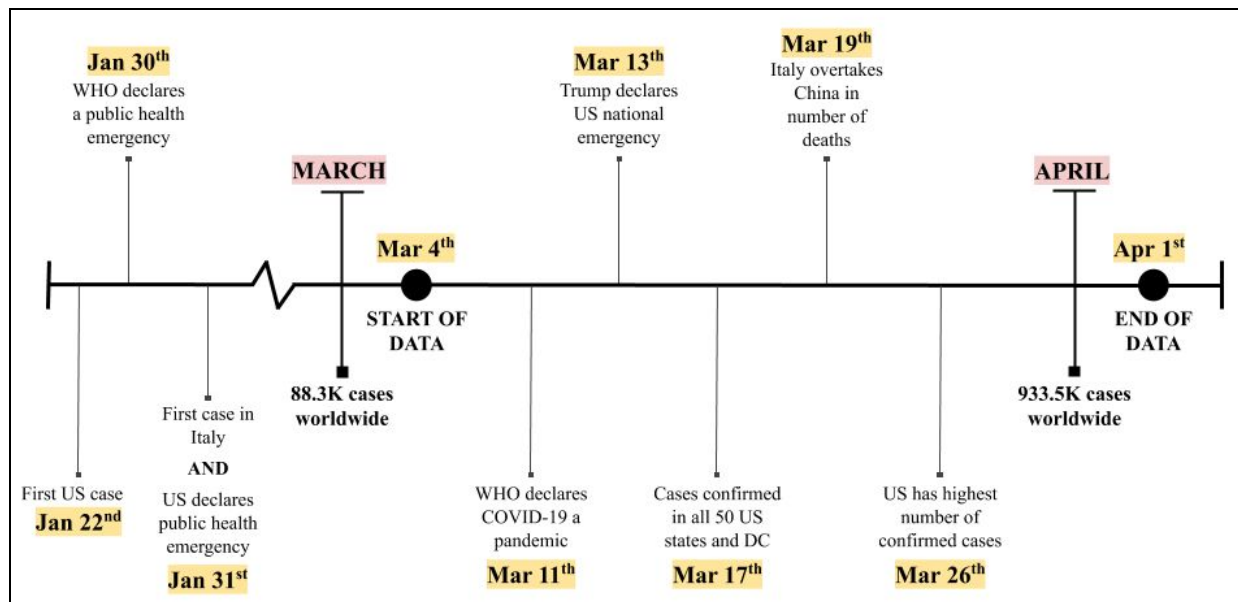 Jan 30th
WHO declares
a public health
emergency
Mar 13th
Trump declares
US national
emergency
Mar 19th
Italy overtakes
China in
number of
deaths
MARCH
APRIL
Mar 4th
Apr 1st
START OF
DATA
END OF
DATA
88.3K cases
worldwide
933.5K cases
worldwide
First US case
Jan 22nd
First case in
Italy
AND
US declares
public health
emergency
Jan 31st
WHO declares
COVID-19 a
pandemic
Mar 11th
Cases confirmed
in all 50 US
states and DC
Mar 17th
US has highest
number of
confirmed cases
Mar 26th